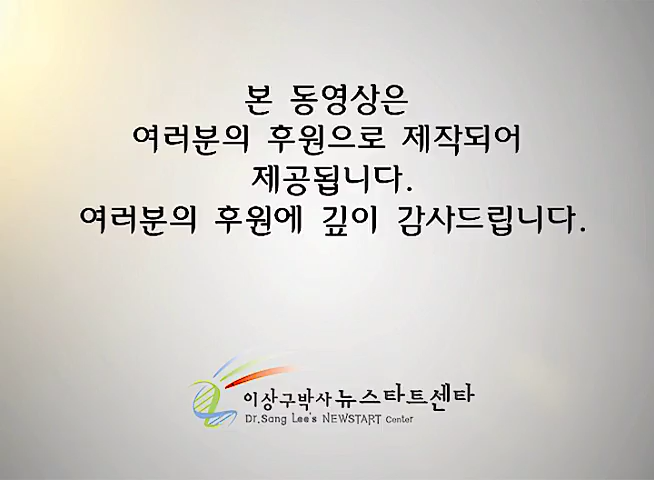 본 동영상은
여러분의 후원으로 제작되어
제공됩니다.
여러분의 후원에 깊이 감사드립니다.
이상구박사 뉴스타트센타
Dr.Sang Lee's NEWSTART Center